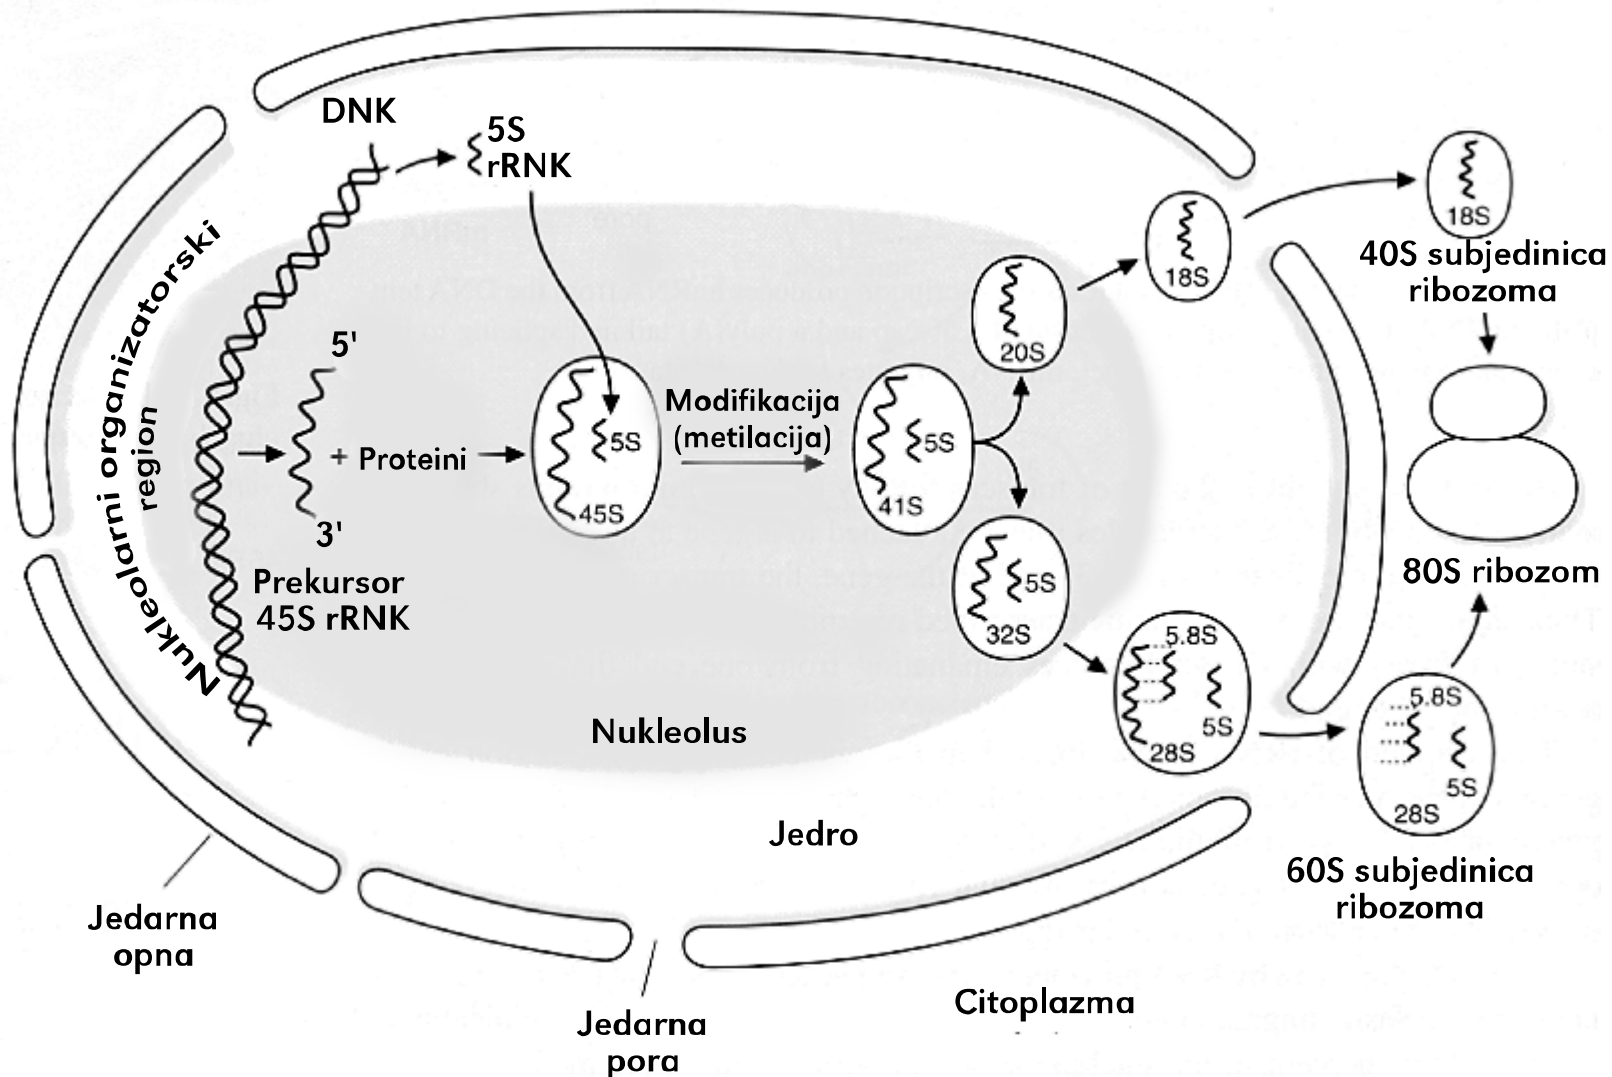 DNK
5S
rRNK
Nukleolarni organizatorski
region
5'
3'
+ Proteini
Prekursor
45S rRNK
5S
45S
Modifikacija
(metilacija)
5S
41S
20S
18S
18S
40S subjedinica
ribozoma
80S ribozom
5S
32S
5.8S
5S
28S
5.8S
5S
28S
60S subjedinica
ribozoma
Nukleolus
Jedro
Jedarna
opna
Jedarna
pora
Citoplazma